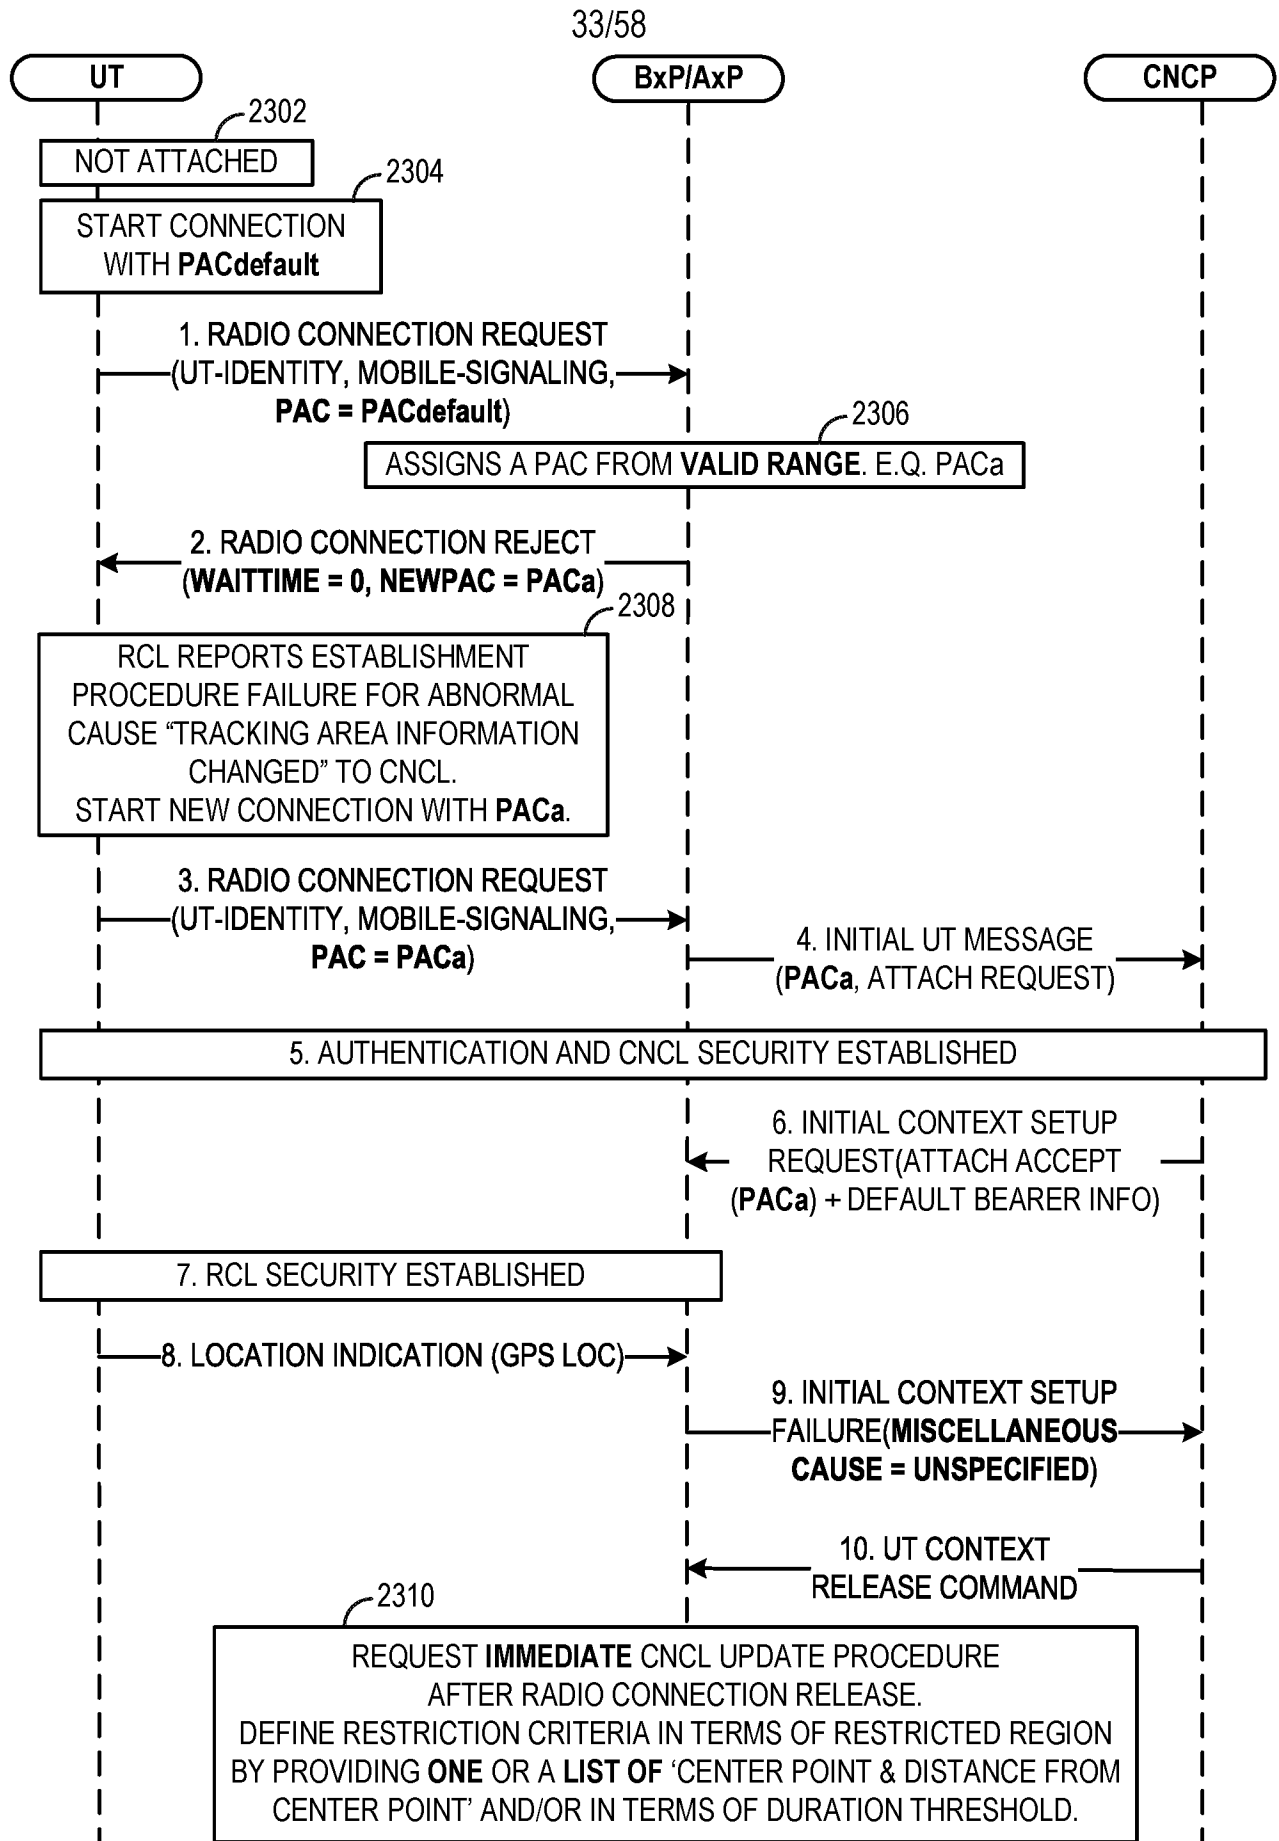 33/58
UT
BxP/AxP
CNCP
2302
NOT ATTACHED
2304
START CONNECTION
WITH PACdefault
1. RADIO CONNECTION REQUEST
(UT-IDENTITY, MOBILE-SIGNALING,
PAC = PACdefault)
2306
ASSIGNS A PAC FROM VALID RANGE. E.Q. PACa
2. RADIO CONNECTION REJECT
(WAITTIME = 0, NEWPAC = PACa)
2308
RCL REPORTS ESTABLISHMENT
PROCEDURE FAILURE FOR ABNORMAL
CAUSE “TRACKING AREA INFORMATION
CHANGED” TO CNCL.
START NEW CONNECTION WITH PACa.
3. RADIO CONNECTION REQUEST
(UT-IDENTITY, MOBILE-SIGNALING,
PAC = PACa)
4. INITIAL UT MESSAGE
(PACa, ATTACH REQUEST)
5. AUTHENTICATION AND CNCL SECURITY ESTABLISHED
6. INITIAL CONTEXT SETUP
REQUEST(ATTACH ACCEPT
(PACa) + DEFAULT BEARER INFO)
7. RCL SECURITY ESTABLISHED
8. LOCATION INDICATION (GPS LOC)
9. INITIAL CONTEXT SETUP
FAILURE(MISCELLANEOUS
CAUSE = UNSPECIFIED)
10. UT CONTEXT
RELEASE COMMAND
2310
REQUEST IMMEDIATE CNCL UPDATE PROCEDURE
AFTER RADIO CONNECTION RELEASE.
DEFINE RESTRICTION CRITERIA IN TERMS OF RESTRICTED REGION
BY PROVIDING ONE OR A LIST OF ‘CENTER POINT & DISTANCE FROM
CENTER POINT’ AND/OR IN TERMS OF DURATION THRESHOLD.